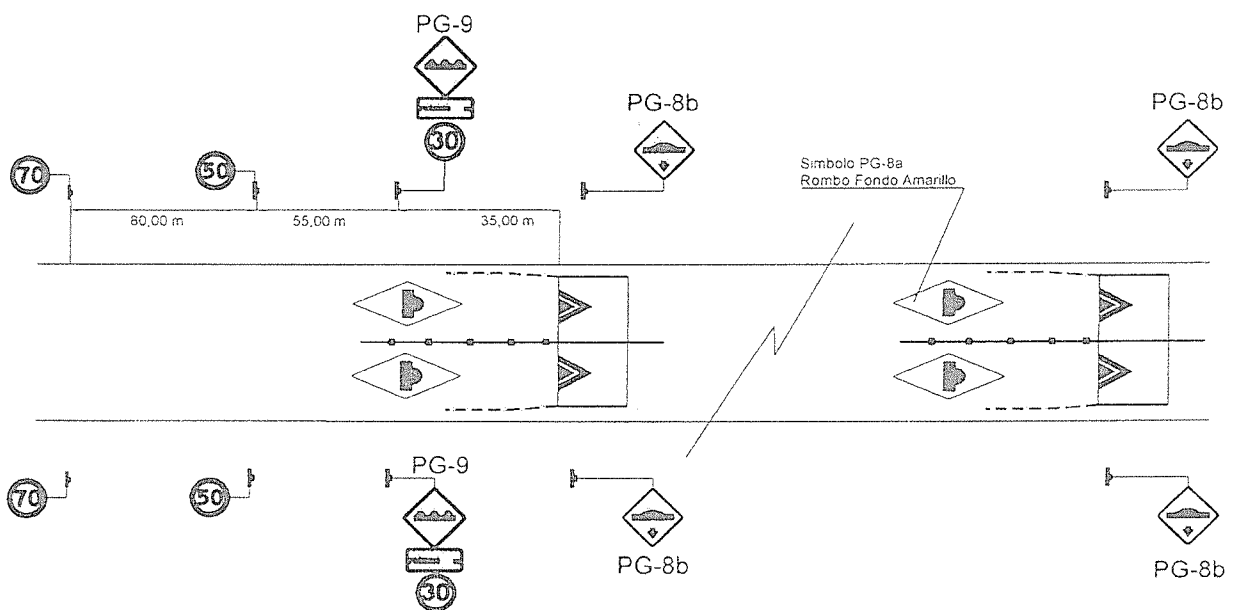 PG-9
30
PG-8b
PG-8b
70
50
Simbolo PG-8a
Rombo Fondo Amarillo
80,00 m
55,00 m
35,00 m
70
50
PG-9
30
PG-8b
PG-8b